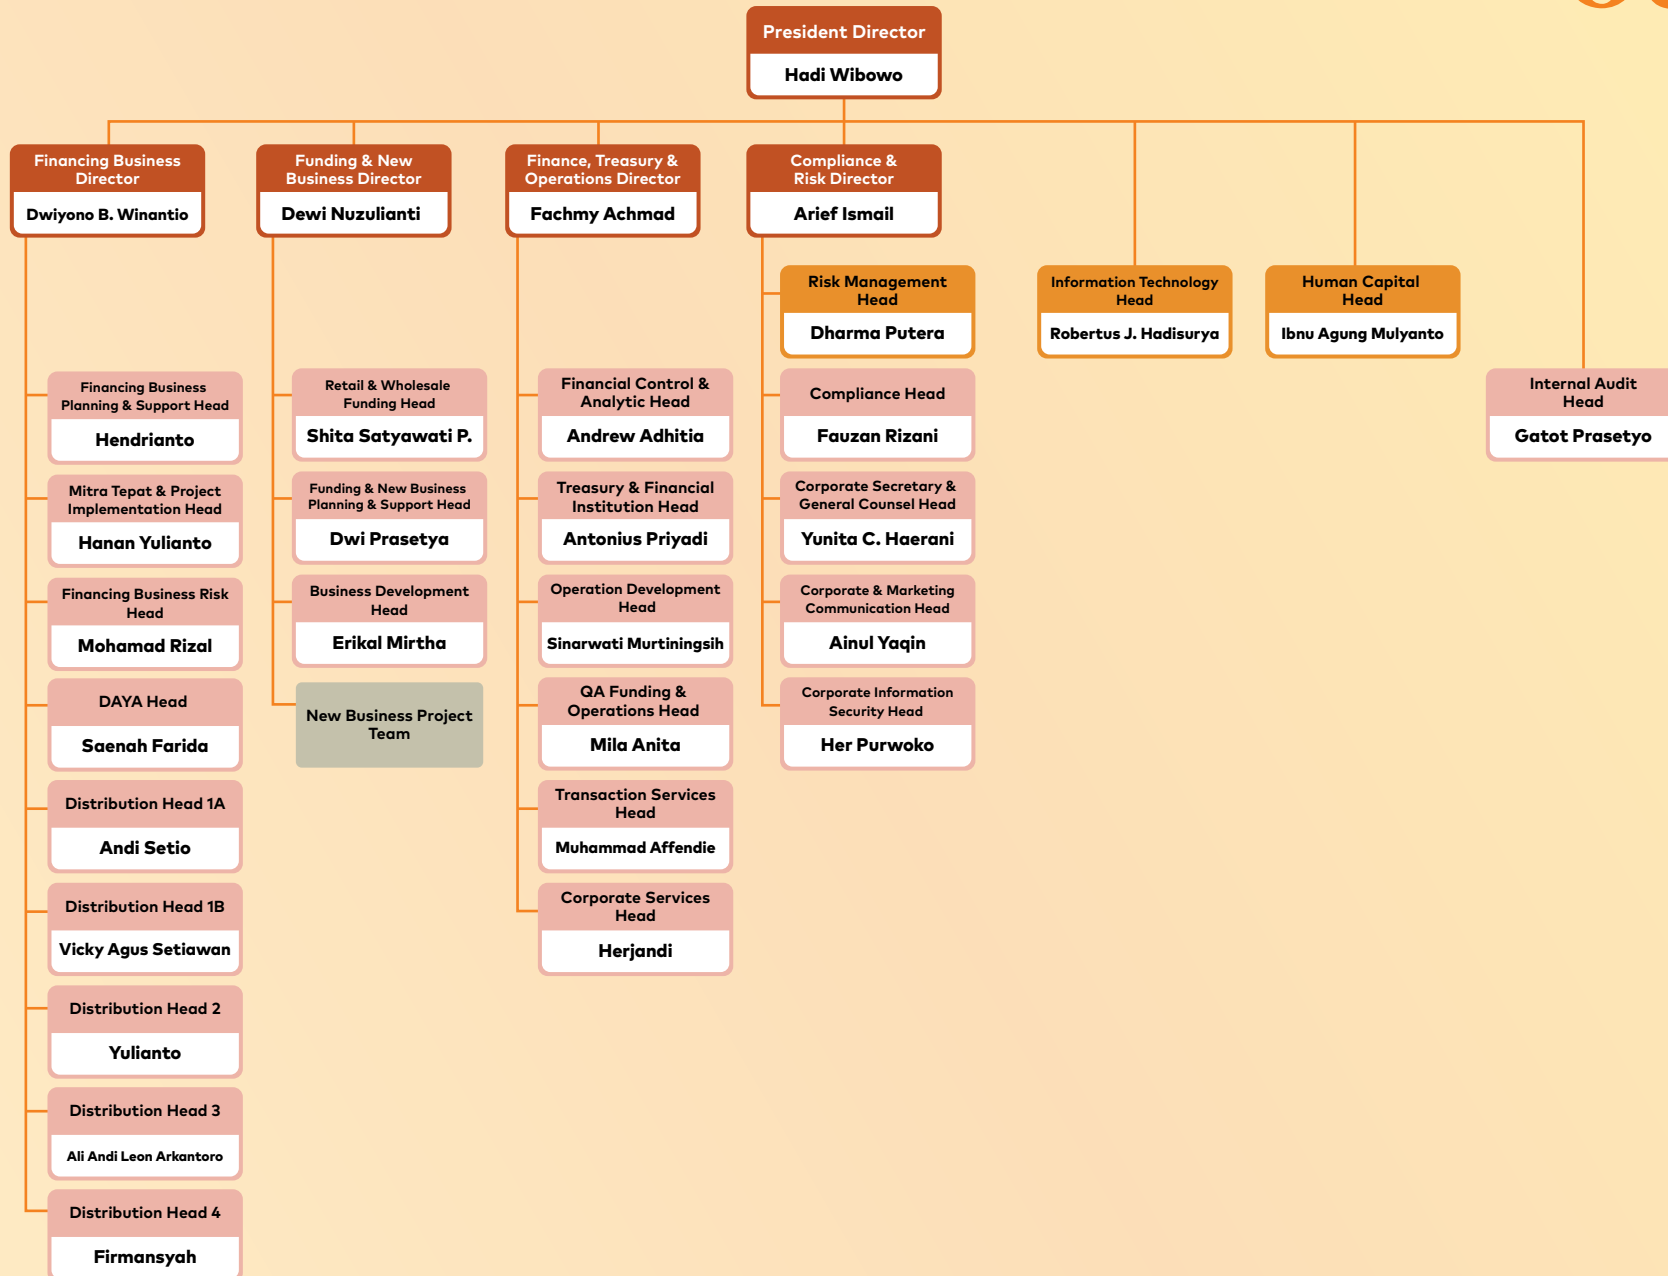 President Director
Hadi Wibowo
Financing Business
Director
Dwiyono B. Winantio
Funding & New
Business Director
Dewi Nuzulianti
Finance, Treasury &
Operations Director
Fachmy Achmad
Compliance &
Risk Director
Arief Ismail
Risk Management
Head
Dharma Putera
Information Technology
Head
Robertus J. Hadisurya
Human Capital
Head
Ibnu Agung Mulyanto
Internal Audit
Head
Gatot Prasetyo
Financing Business
Planning & Support Head
Hendrianto
Mitra Tepat & Project
Implementation Head
Hanan Yulianto
Financing Business Risk
Head
Mohamad Rizal
DAYA Head
Saenah Farida
Distribution Head 1A
Andi Setio
Distribution Head 1B
Vicky Agus Setiawan
Distribution Head 2
Yulianto
Distribution Head 3
Ali Andi Leon Arkantoro
Distribution Head 4
Firmansyah
Retail & Wholesale
Funding Head
Shita Satyawati P.
Funding & New Business
Planning & Support Head
Dwi Prasetya
Business Development
Head
Erikal Mirtha
New Business Project
Team
Financial Control &
Analytic Head
Andrew Adhitia
Treasury & Financial
Institution Head
Antonius Priyadi
Operation Development
Head
Sinarwati Murtiningsih
QA Funding &
Operations Head
Mila Anita
Transaction Services
Head
Muhammad Affendie
Corporate Services
Head
Herjandi
Compliance Head
Fauzan Rizani
Corporate Secretary &
General Counsel Head
Yunita C. Haerani
Corporate & Marketing
Communication Head
Ainul Yaqin
Corporate Information
Security Head
Her Purwoko